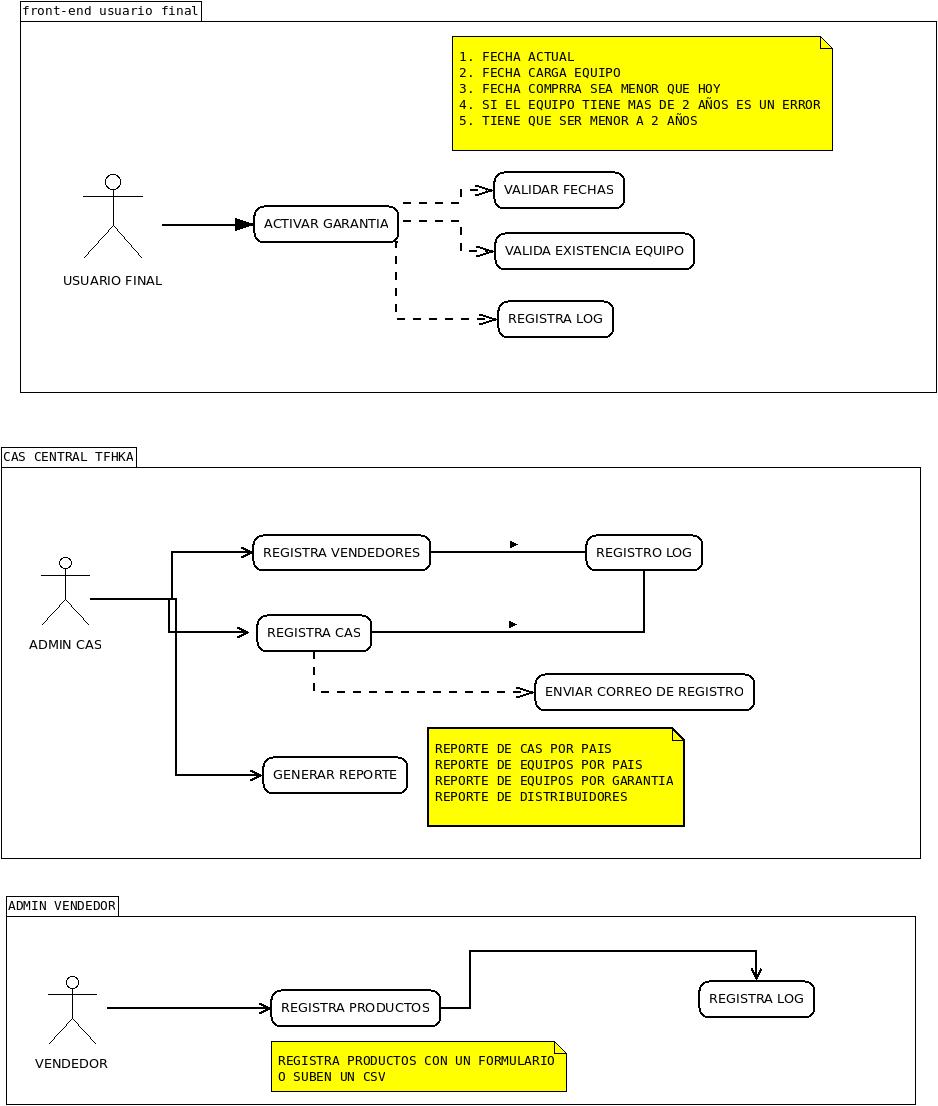 front-end usuario final
1. FECHA ACTUAL
2. FECHA CARGA EQUIPO
3. FECHA COMPRRA SEA MENOR QUE HOY
4. SI EL EQUIPO TIENE MAS DE 2 AÑOS ES UN ERROR
5. TIENE QUE SER MENOR A 2 AÑOS
VALIDAR FECHAS
ACTIVAR GARANTIA
VALIDA EXISTENCIA EQUIPO
USUARIO FINAL
REGISTRA LOG
CAS CENTRAL TFHKA
REGISTRA VENDEDORES
REGISTRO LOG
REGISTRA CAS
ADMIN CAS
ENVIAR CORREO DE REGISTRO
REPORTE DE CAS POR PAIS
REPORTE DE EQUIPOS POR PAIS
REPORTE DE EQUIPOS POR GARANTIA
REPORTE DE DISTRIBUIDORES
GENERAR REPORTE
ADMIN VENDEDOR
REGISTRA PRODUCTOS
REGISTRA LOG
VENDEDOR
REGISTRA PRODUCTOS CON UN FORMULARIO
O SUBEN UN CSV